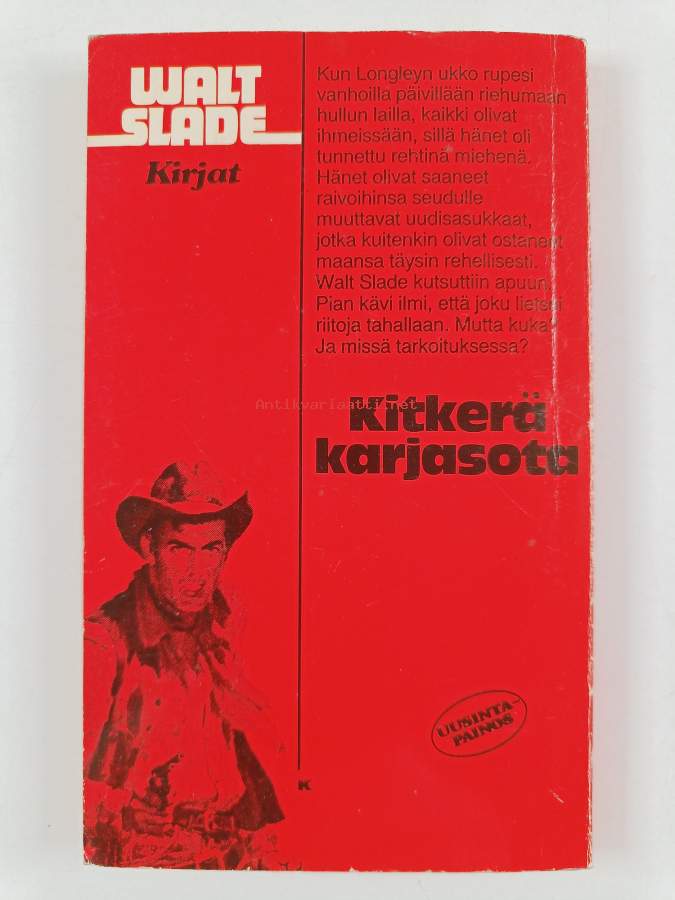 WALT
SLADE
Kirjat
Kun Longleyn ukko rupesi
vanhoilla päivillään riehumaan
hullun lailla, kaikki olivat
ihmeissään, sillä hänet oli
tunnettu rehtinä miehenä.
Hänet olivat saaneet
raivoihinsa seudulle
muuttavat uudisasukkaat,
jotka kuitenkin olivat ostaneet
maansa täysin rehellisesti.
Walt Slade kutsuttiin apuun.
Pian kävi ilmi, että joku lietsoi
riitoja tahallaan. Mutta kuka?
Ja missä tarkoituksessa?
Antikvariaatti.net
Kitkerä
karjasota
UUSINTA-
PAINOS
K